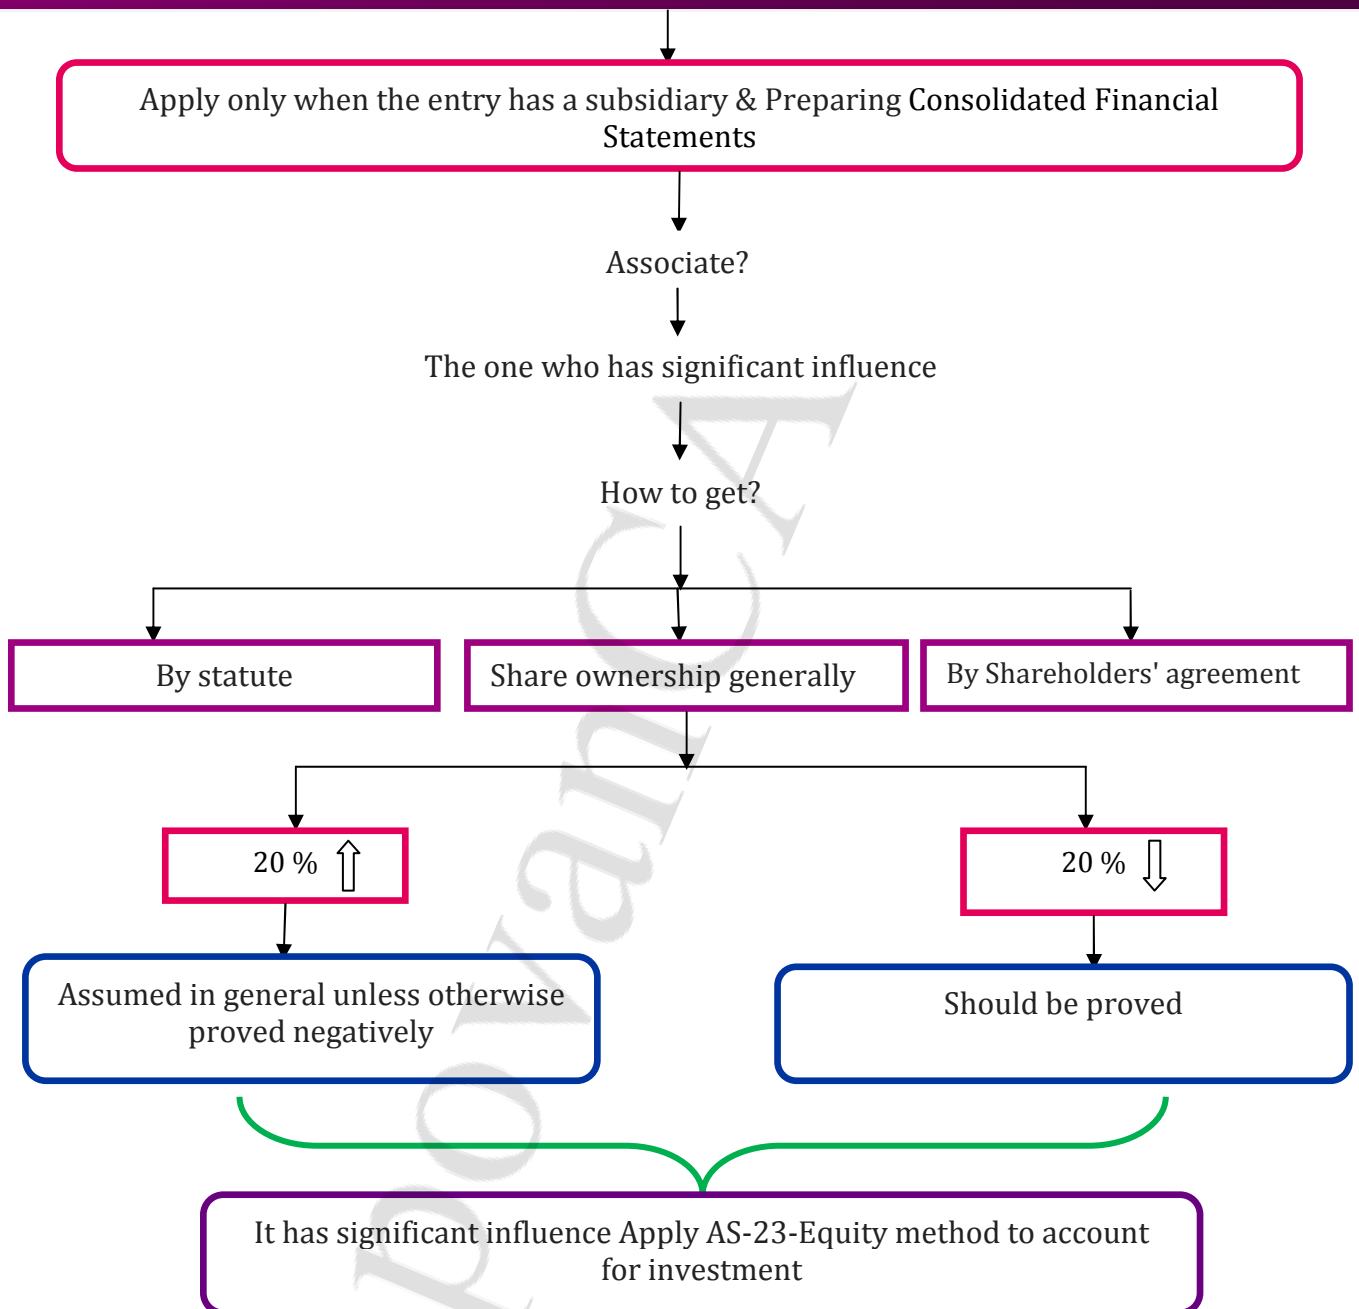 Apply only when the entry has a subsidiary & Preparing Consolidated Financial
Statements
Associate?
The one who has significant influence
How to get?
By statute
Share ownership generally
By Shareholders' agreement
20 %
20 %
Assumed in general unless otherwise
proved negatively
Should be proved
It has significant influence Apply AS-23-Equity method to account
for investment
povanCA